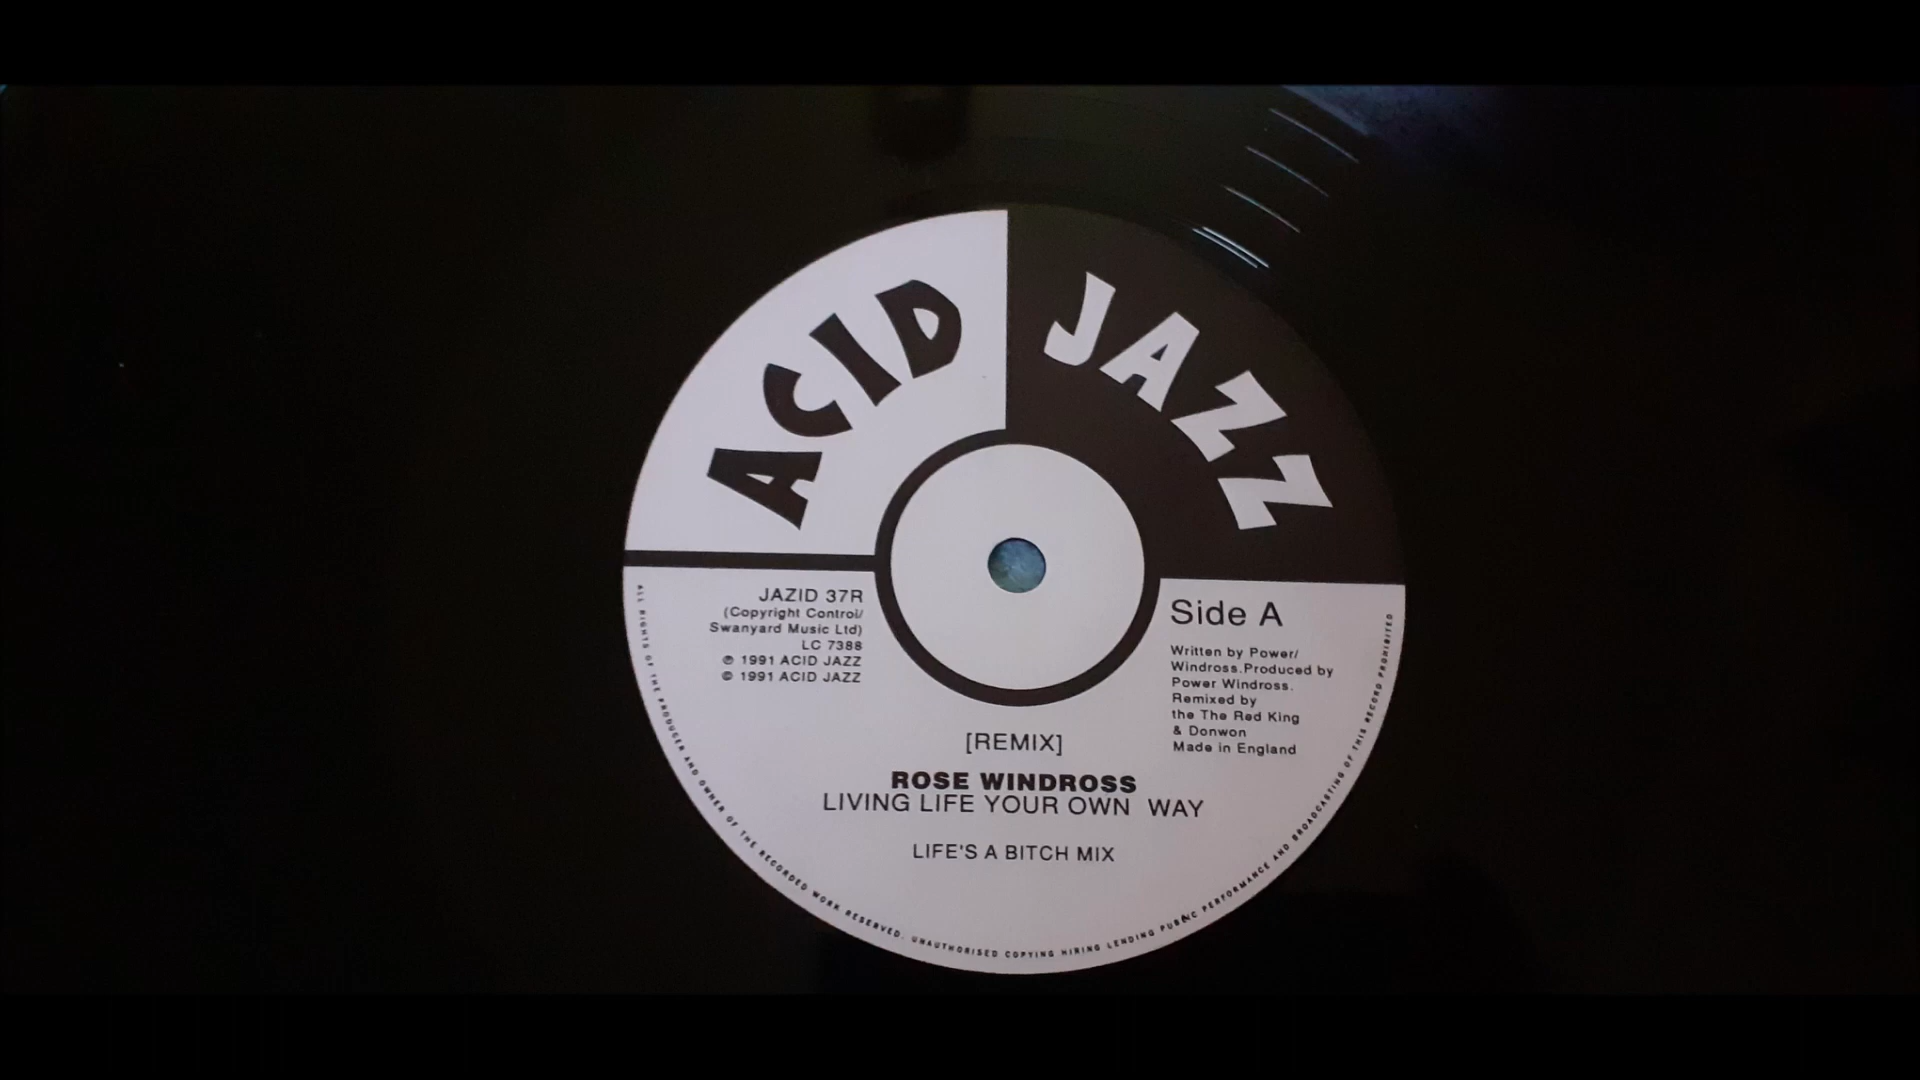 ACID JAZZ
JAZID 37R
(Copyright Control/
Swanyard Music Ltd)
LC 7388
℗ 1991 ACID JAZZ
© 1991 ACID JAZZ
Side A
Written by Power/
Windross.Produced by
Power Windross.
Remixed by
the The Red King
& Donwon
Made in England
[REMIX]
ROSE WINDROSS
LIVING LIFE YOUR OWN WAY
LIFE'S A BITCH MIX
ALL RIGHTS OF THE PRODUCER AND OWNER OF THE RECORDED WORK RESERVED. UNAUTHORISED COPYING HIRING LENDING PUBLIC PERFORMANCE AND BROADCASTING OF THIS RECORD PROHIBITED